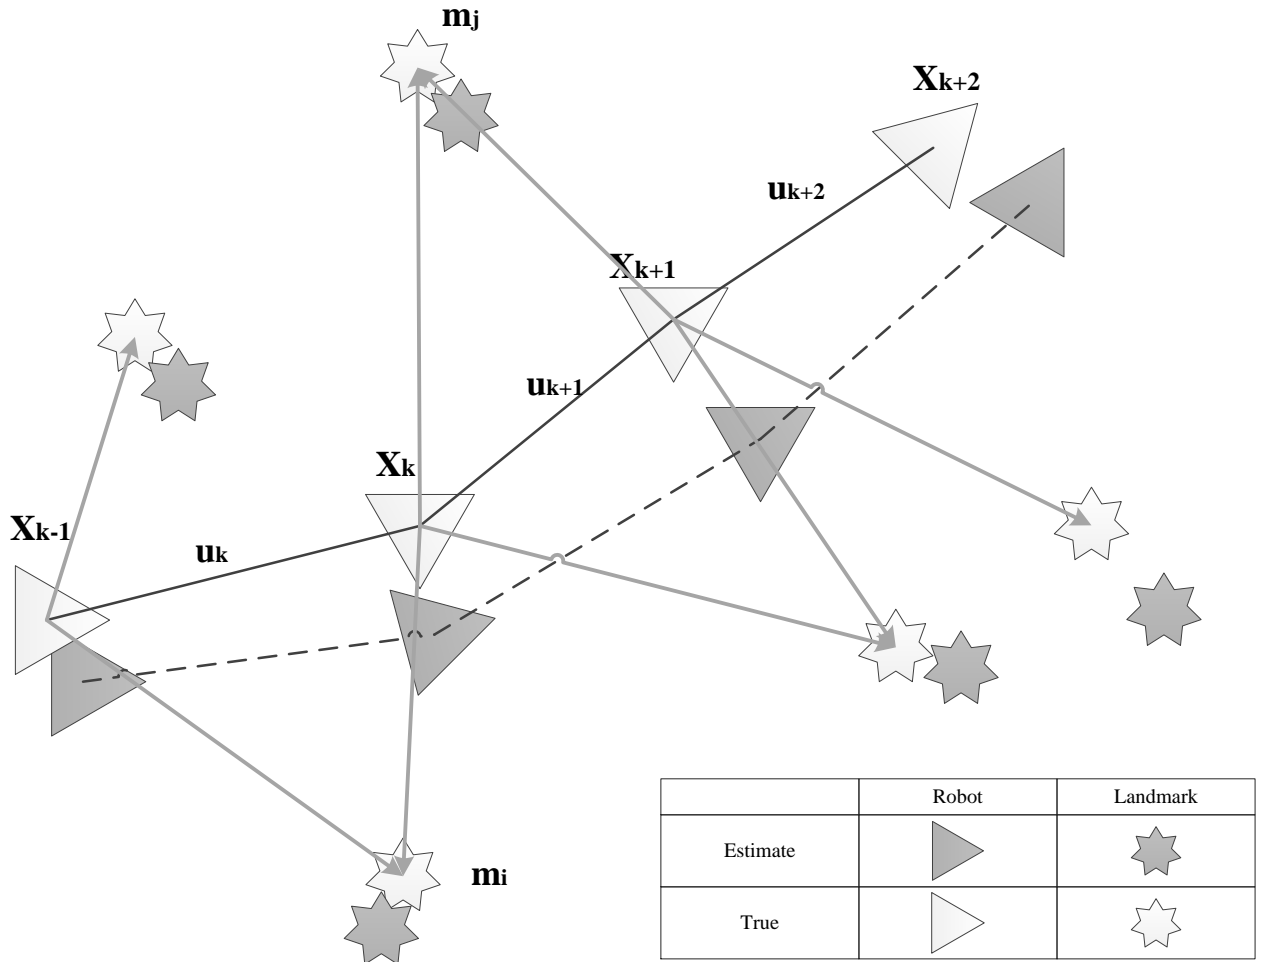 mj
Xk+2
uk+2
Xk+1
uk+1
Xk
Xk-1
uk
mi
Robot Landmark
Estimate
True